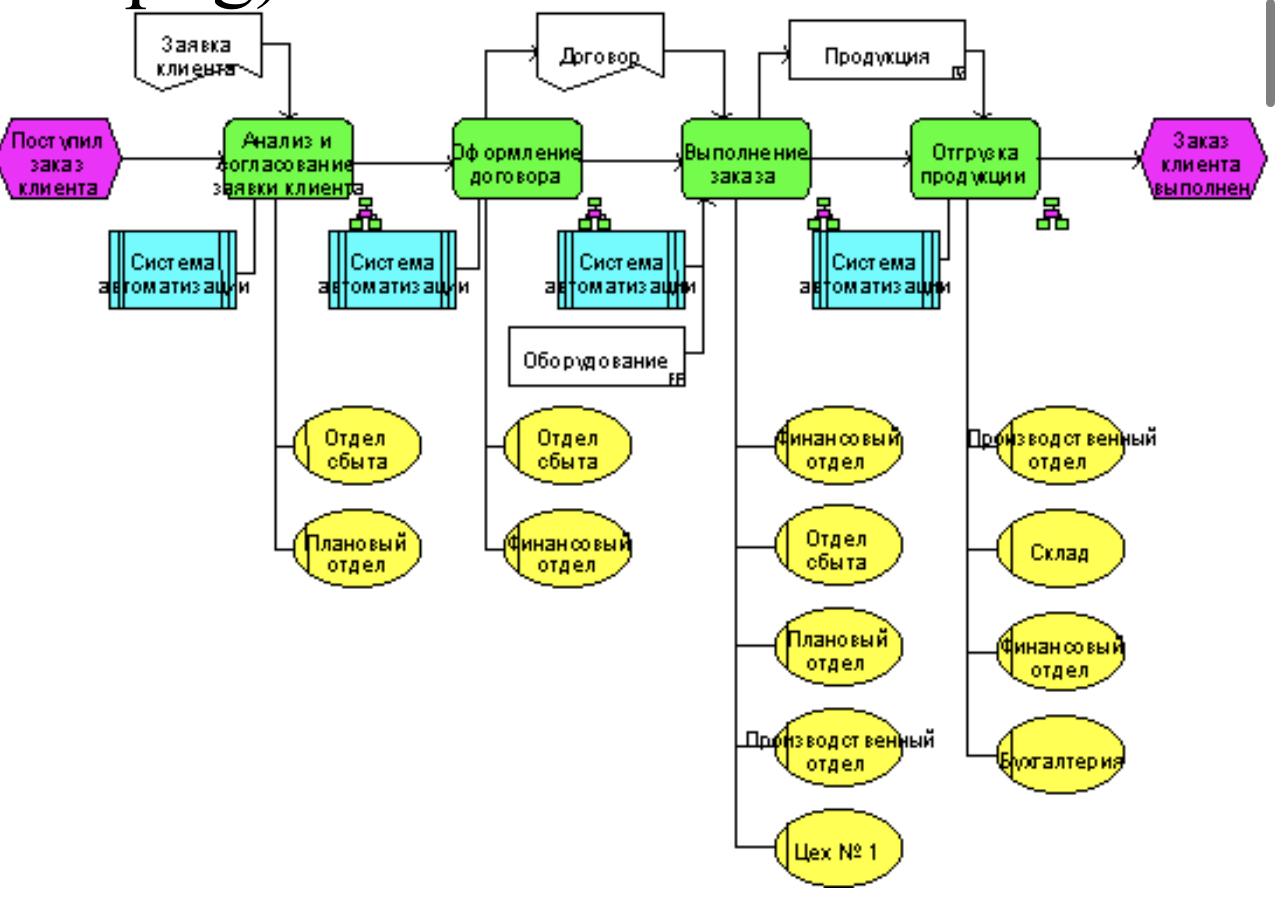 Заявка
клиента
Договор
Продукция
Поступил
заказ
клиента
Анализ и
согласование
заявки клиента
Оформление
договора
Выполнение
заказа
Отгрузка
продукции
Заказ
клиента
выполнен
Система
автоматизации
Система
автоматизации
Система
автоматизации
Система
автоматизации
Оборудование
Отдел
сбыта
Отдел
сбыта
Финансовый
отдел
Производственный
отдел
Плановый
отдел
Финансовый
отдел
Отдел
сбыта
Склад
Плановый
отдел
Финансовый
отдел
Производственный
отдел
Бухгалтерия
Цех № 1